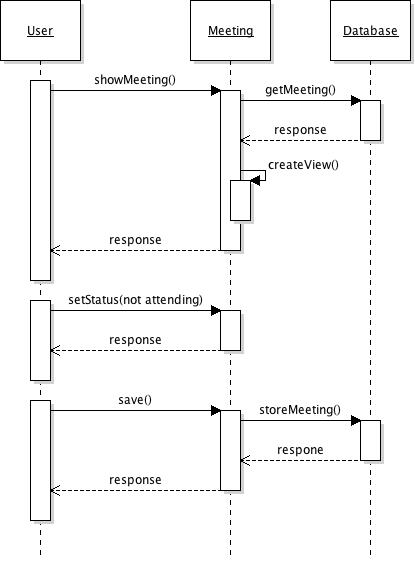 User
Meeting
Database
showMeeting()
getMeeting()
response
createView()
response
setStatus(not attending)
response
save()
storeMeeting()
respone
response